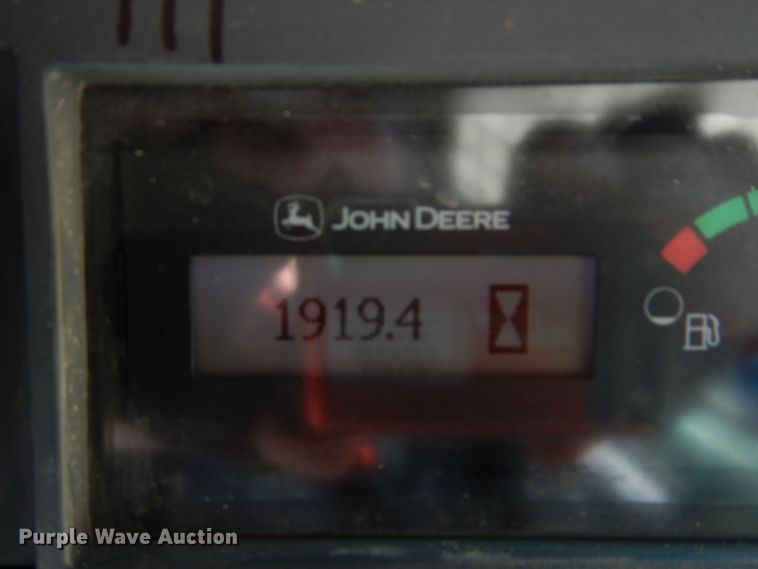 JOHN DEERE
1919.4
Purple Wave Auction